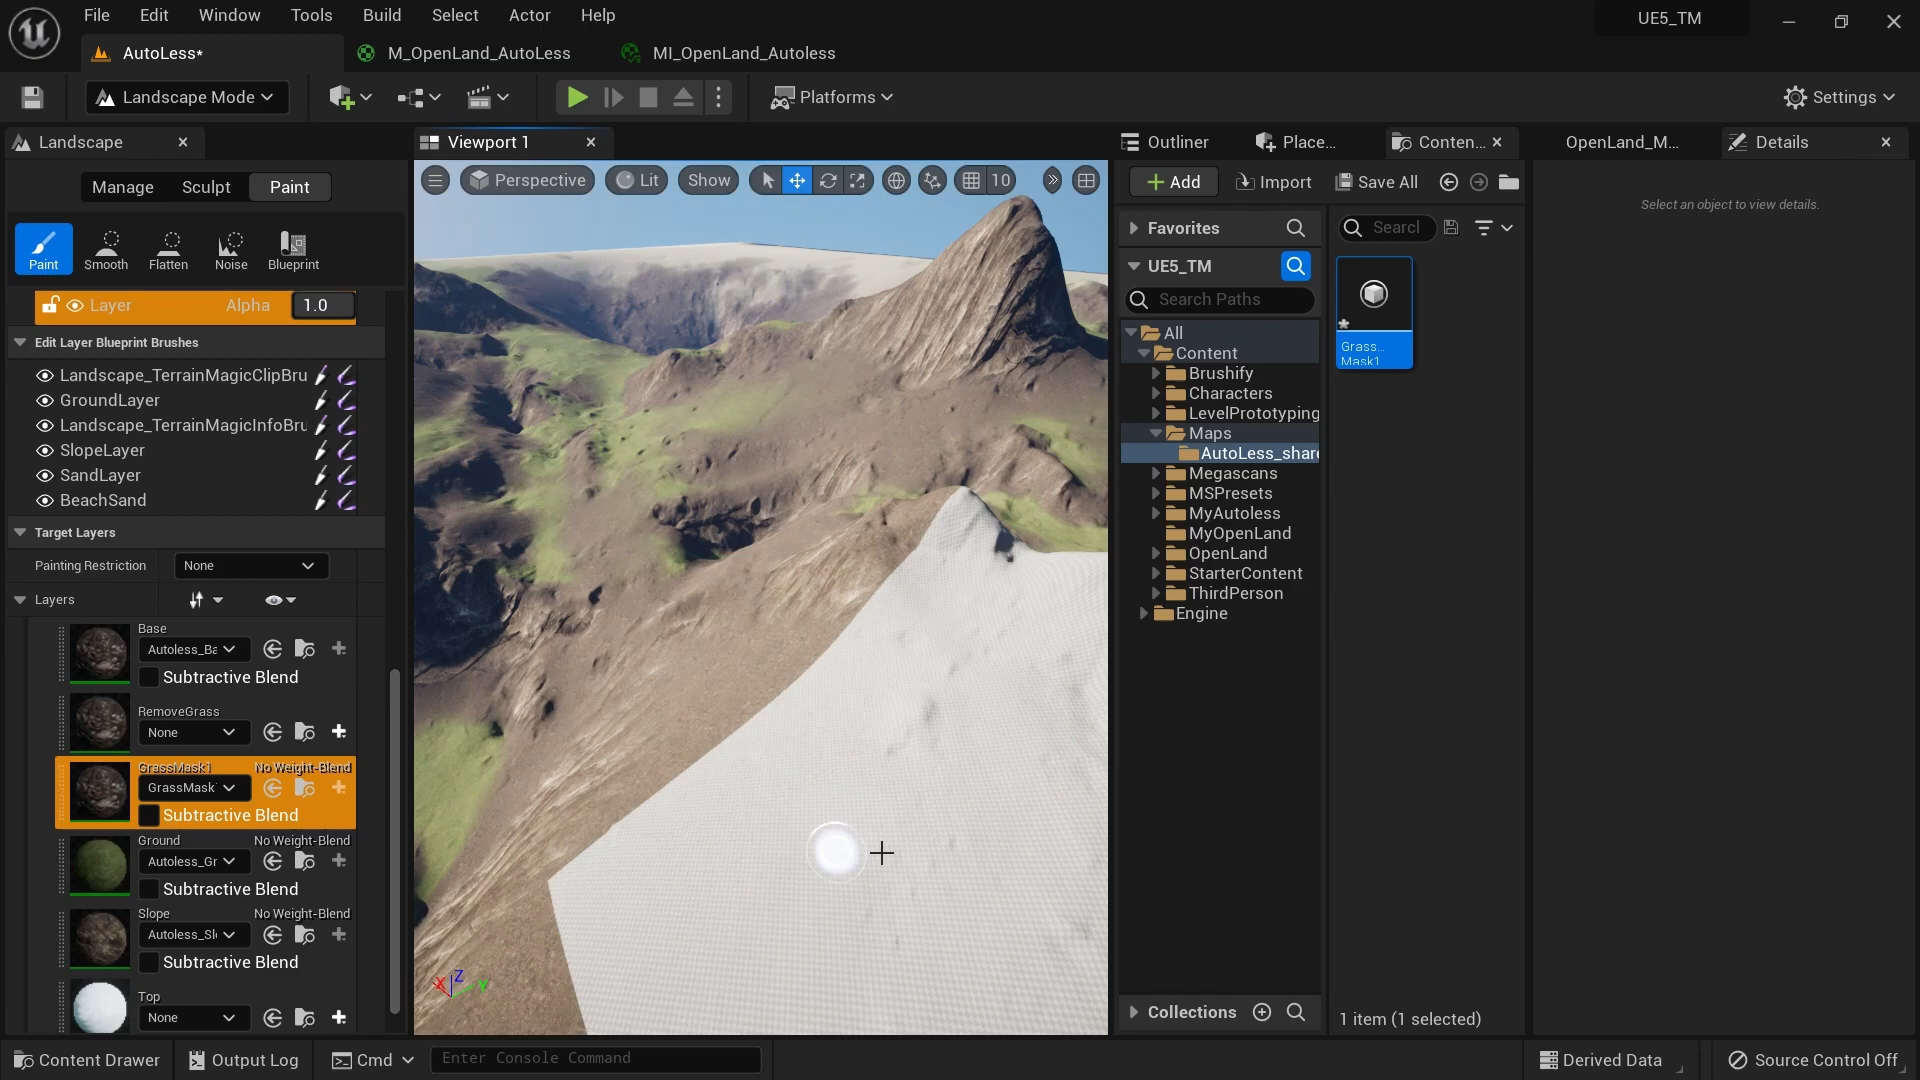 File Edit Window Tools Build Select Actor Help
UE5_TM
AutoLess*
M_OpenLand_AutoLess
MI_OpenLand_Autoless
Landscape Mode
Platforms
Settings
Landscape
Viewport 1
Outliner
Place...
Conten...
OpenLand_M...
Details
Manage Sculpt Paint
Perspective
Lit
Show
10
Add
Import
Save All
Select an object to view details.
Paint Smooth Flatten Noise Blueprint
Favorites
Searcl
UE5_TM
Search Paths
Layer Alpha 1.0
Edit Layer Blueprint Brushes
Landscape_TerrainMagicClipBru
GroundLayer
Landscape_TerrainMagicInfoBru
SlopeLayer
SandLayer
BeachSand
Target Layers
Painting Restriction None
Layers
Base
Autoless_Ba
Subtractive Blend
RemoveGrass
None
GrassMask1 No Weight-Blend
GrassMask
Subtractive Blend
Ground No Weight-Blend
Autoless_Gr
Subtractive Blend
Slope No Weight-Blend
Autoless_Sl
Subtractive Blend
Top
None
X Z Y
All
Content
Brushify
Characters
LevelPrototyping
Maps
AutoLess_share
Megascans
MSPresets
MyAutoless
MyOpenLand
OpenLand
StarterContent
ThirdPerson
Engine
Grass...
Mask1
Collections
1 item (1 selected)
Content Drawer
Output Log
Cmd
Enter Console Command
Derived Data
Source Control Off